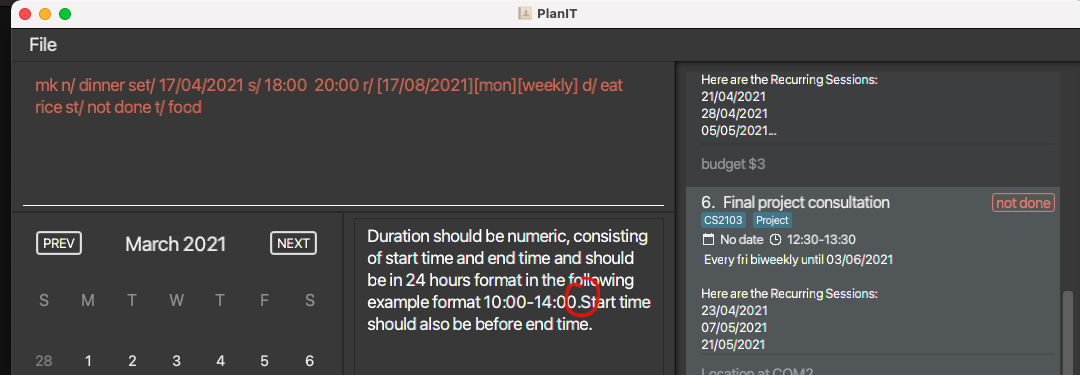 PlanIT
File
mk n/ dinner set/ 17/04/2021 s/ 18:00  20:00 r/ [17/08/2021][mon][weekly] d/ eat
rice st/ not done t/ food
PREV
March 2021
NEXT
S M T W T F S
28 1 2 3 4 5 6
Duration should be numeric, consisting
of start time and end time and should
be in 24 hours format in the following
example format 10:00-14:00.Start time
should also be before end time.
Here are the Recurring Sessions:
21/04/2021
28/04/2021
05/05/2021...
budget $3
6. Final project consultation
not done
CS2103 Project
No date 12:30-13:30
Every fri biweekly until 03/06/2021
Here are the Recurring Sessions:
23/04/2021
07/05/2021
21/05/2021
Location at COM2